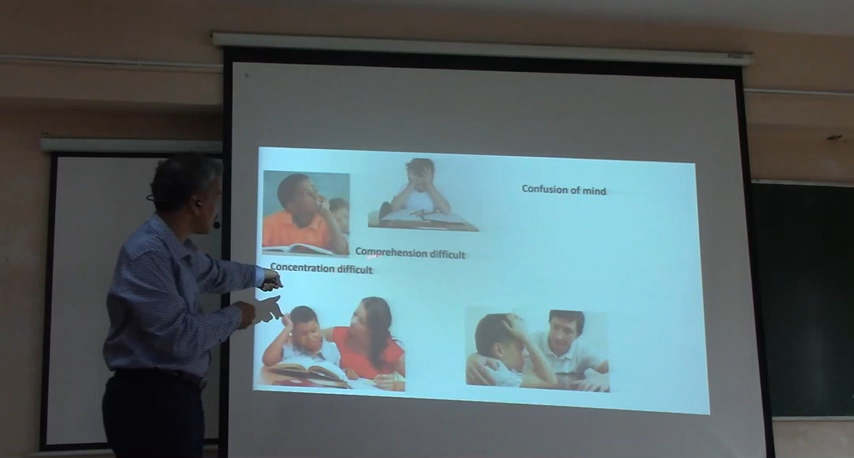 Confusion of mind
Comprehension difficult
Concentration difficult